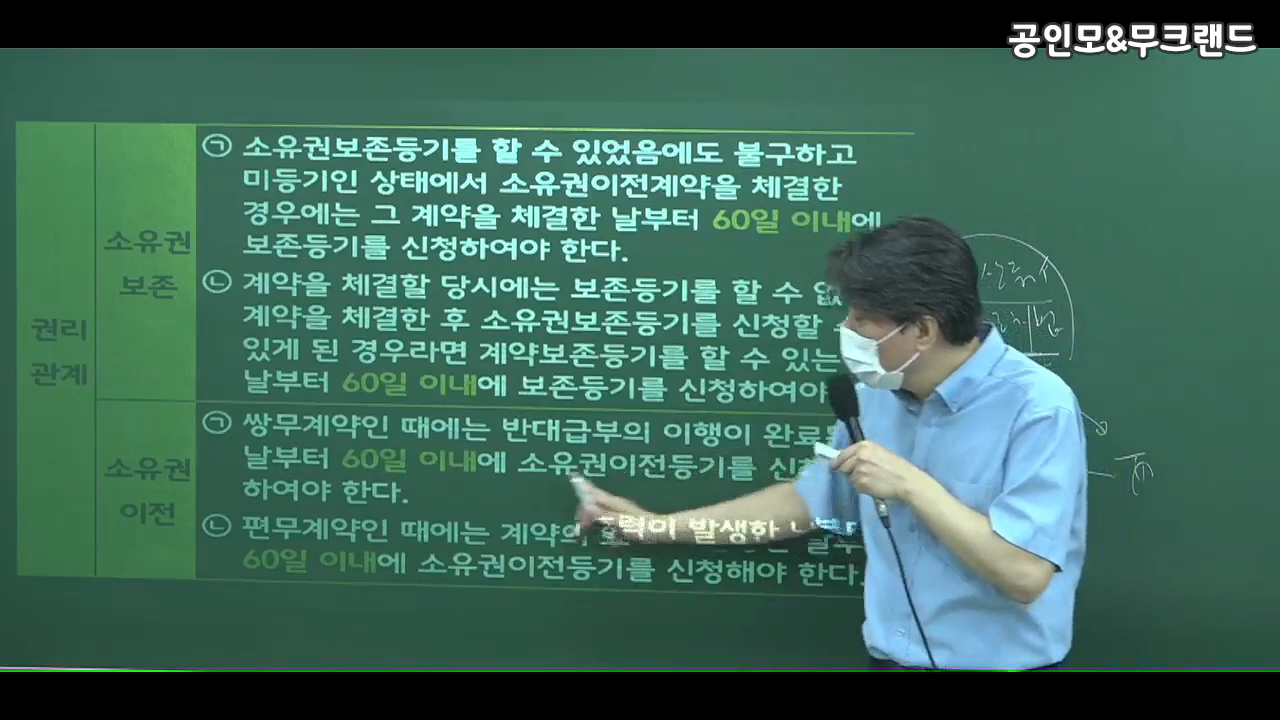 공인모&무크랜드
권리
관계
소유권
보존
㉠ 소유권보존등기를 할 수 있었음에도 불구하고
미등기인 상태에서 소유권이전계약을 체결한
경우에는 그 계약을 체결한 날부터 60일 이내에
보존등기를 신청하여야 한다.
㉡ 계약을 체결할 당시에는 보존등기를 할 수
계약을 체결한 후 소유권보존등기를 신청할
있게 된 경우라면 계약보존등기를 할 수 있는
날부터 60일 이내에 보존등기를 신청하여야
소유권
이전
㉠ 쌍무계약인 때에는 반대급부의 이행이
날부터 60일 이내에 소유권이전등기를
하여야 한다.
㉡ 편무계약인 때에는 발생한
60일 이내에 소유권이전등기를 신청해야 한다.